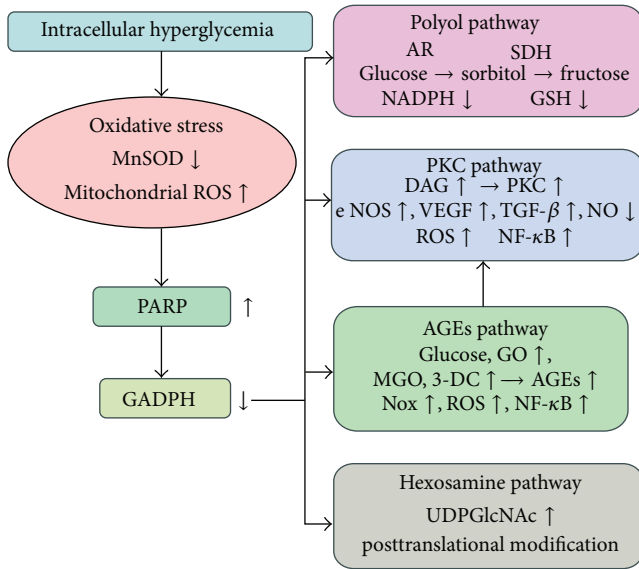 Intracellular hyperglycemia
Oxidative stress
MnSOD ↓
Mitochondrial ROS ↑
PARP ↑
GADPH ↓
Polyol pathway
AR SDH
Glucose → sorbitol → fructose
NADPH ↓ GSH ↓
PKC pathway
DAG ↑ → PKC ↑
e NOS ↑, VEGF ↑, TGF-β ↑, NO ↓
ROS ↑ NF-κB ↑
AGEs pathway
Glucose, GO ↑,
MGO, 3-DC ↑ → AGEs ↑
Nox ↑, ROS ↑, NF-κB ↑
Hexosamine pathway
UDPGlcNAc ↑
posttranslational modification